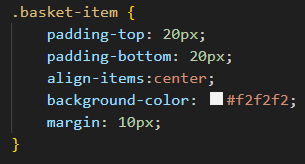 .basket-item {
    padding-top: 20px;
    padding-bottom: 20px;
    align-items:center;
    background-color: #f2f2f2;
    margin: 10px;
}